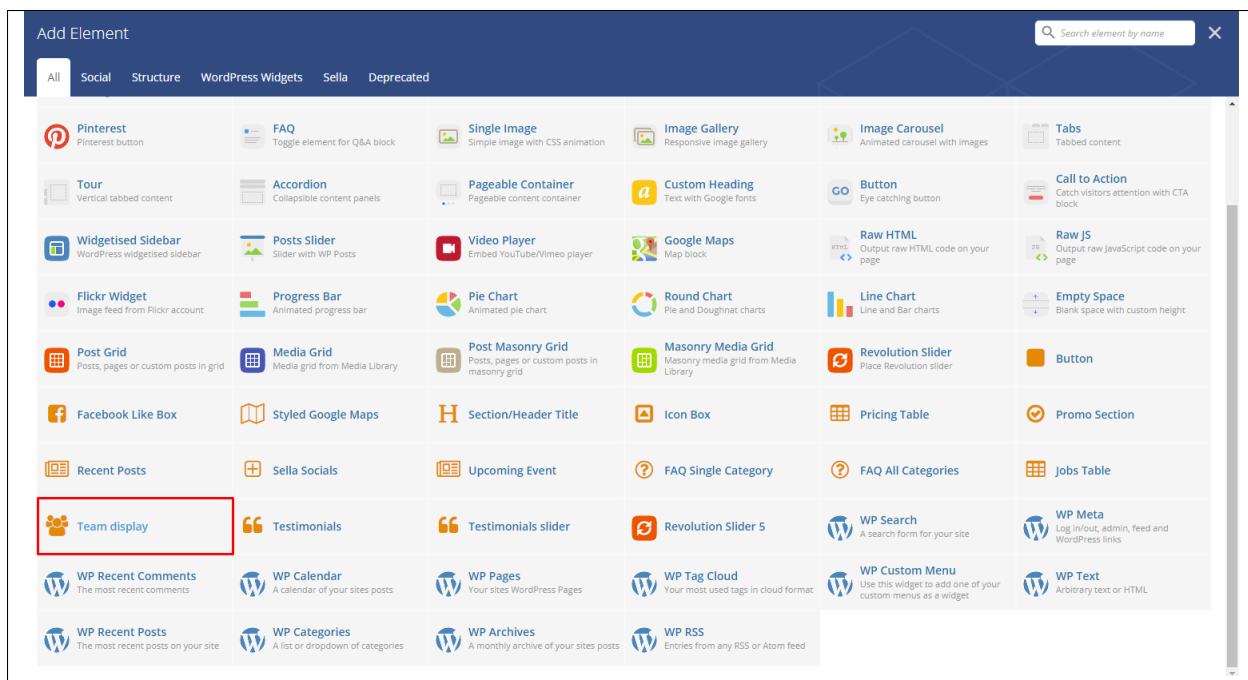 Add Element
Search element by name
All Social Structure WordPress Widgets Sella Deprecated
Pinterest
Pinterest button
FAQ
Toggle element for Q&A block
Single Image
Simple image with CSS animation
Image Gallery
Responsive image gallery
Image Carousel
Animated carousel with images
Tabs
Tabbed content
Tour
Vertical tabbed content
Accordion
Collapsible content panels
Pageable Container
Pageable content container
a
Custom Heading
Text with Google fonts
GO
Button
Eye catching button
Call to Action
Catch visitors attention with CTA
block
Widgetised Sidebar
WordPress widgetised sidebar
Posts Slider
Slider with WP Posts
Video Player
Embed YouTube/Vimeo player
Google Maps
Map block
HTML
Raw HTML
Output raw HTML code on your
page
JS
Raw JS
Output raw JavaScript code on your
page
Flickr Widget
Image feed from Flickr account
Progress Bar
Animated progress bar
Pie Chart
Animated pie chart
Round Chart
Pie and Doughnat charts
Line Chart
Line and Bar charts
Empty Space
Blank space with custom height
Post Grid
Posts, pages or custom posts in grid
Media Grid
Media grid from Media Library
Post Masonry Grid
Posts, pages or custom posts in
masonry grid
Masonry Media Grid
Masonry media grid from Media
Library
Revolution Slider
Place Revolution slider
Button
Facebook Like Box
Styled Google Maps
H
Section/Header Title
Icon Box
Pricing Table
Promo Section
Recent Posts
Sella Socials
Upcoming Event
?
FAQ Single Category
?
FAQ All Categories
Jobs Table
Team display
Testimonials
Testimonials slider
Revolution Slider 5
WP Search
A search form for your site
WP Meta
Log in/out, admin, feed and
WordPress links
WP Recent Comments
The most recent comments
WP Calendar
A calendar of your sites posts
WP Pages
Your sites WordPress Pages
WP Tag Cloud
Your most used tags in cloud format
WP Custom Menu
Use this widget to add one of your
custom menus as a widget
WP Text
Arbitrary text or HTML
WP Recent Posts
The most recent posts on your site
WP Categories
A list or dropdown of categories
WP Archives
A monthly archive of your sites posts
WP RSS
Entries from any RSS or Atom feed